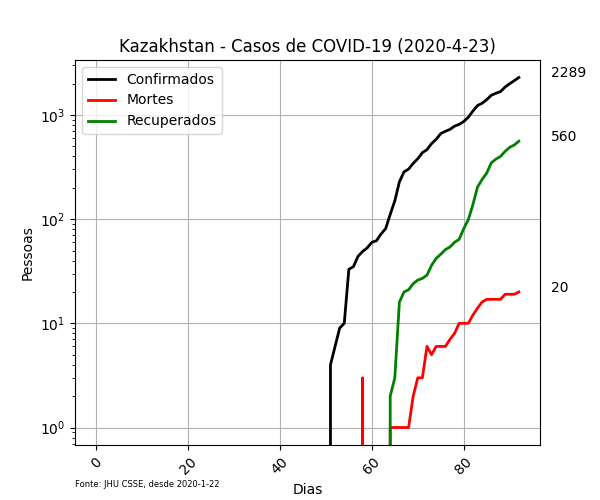 Kazakhstan - Casos de COVID-19 (2020-4-23)
Confirmados
Mortes
Recuperados
2289
560
20
10³
10²
10¹
10⁰
Pessoas
0
20
40
60
80
Dias
Fonte: JHU CSSE, desde 2020-1-22